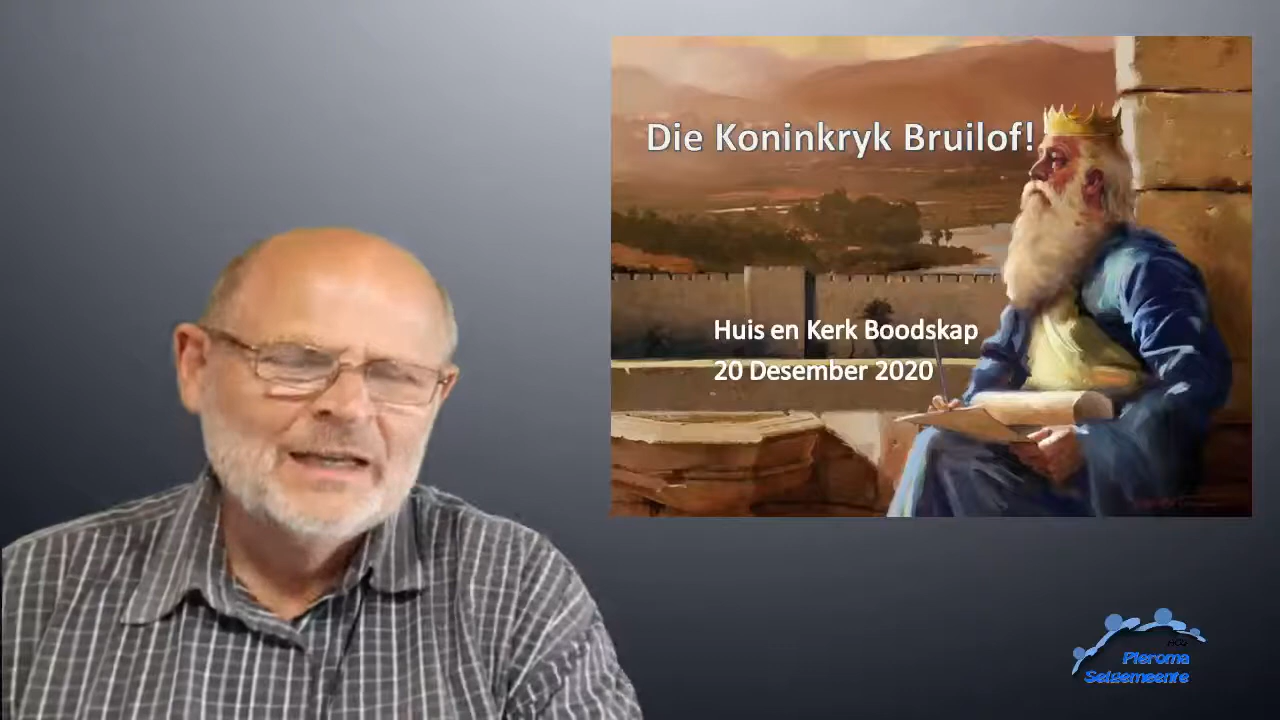 Die Koninkryk Bruilof!
Huis en Kerk Boodskap
20 Desember 2020
Pleroma
Selgemeente